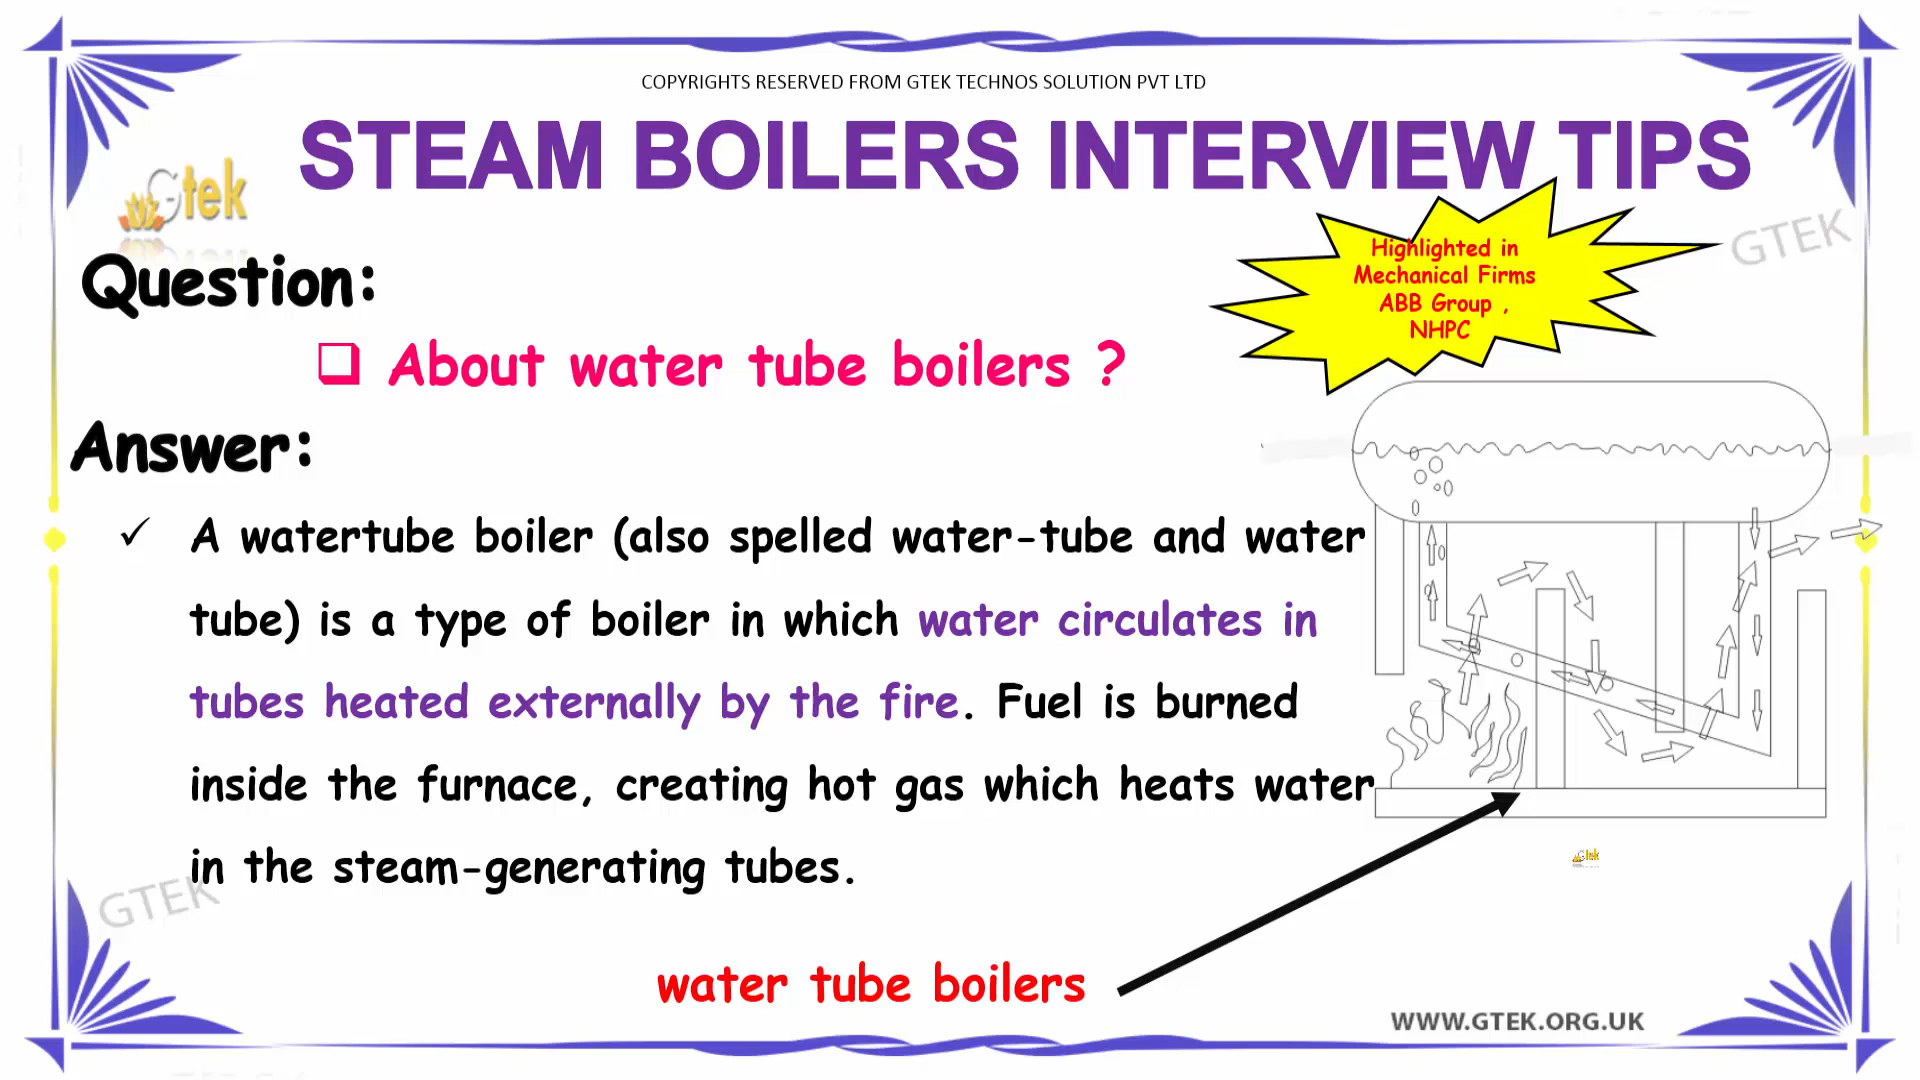 COPYRIGHTS RESERVED FROM GTEK TECHNOS SOLUTION PVT LTD
STEAM BOILERS INTERVIEW TIPS
Gtek
GTEK
Highlighted in
Mechanical Firms
ABB Group ,
NHPC
Question:
❑ About water tube boilers ?
Answer:
✓ A watertube boiler (also spelled water-tube and water
tube) is a type of boiler in which water circulates in
tubes heated externally by the fire. Fuel is burned
inside the furnace, creating hot gas which heats water
in the steam-generating tubes.
Gtek
GTEK
water tube boilers
WWW.GTEK.ORG.UK